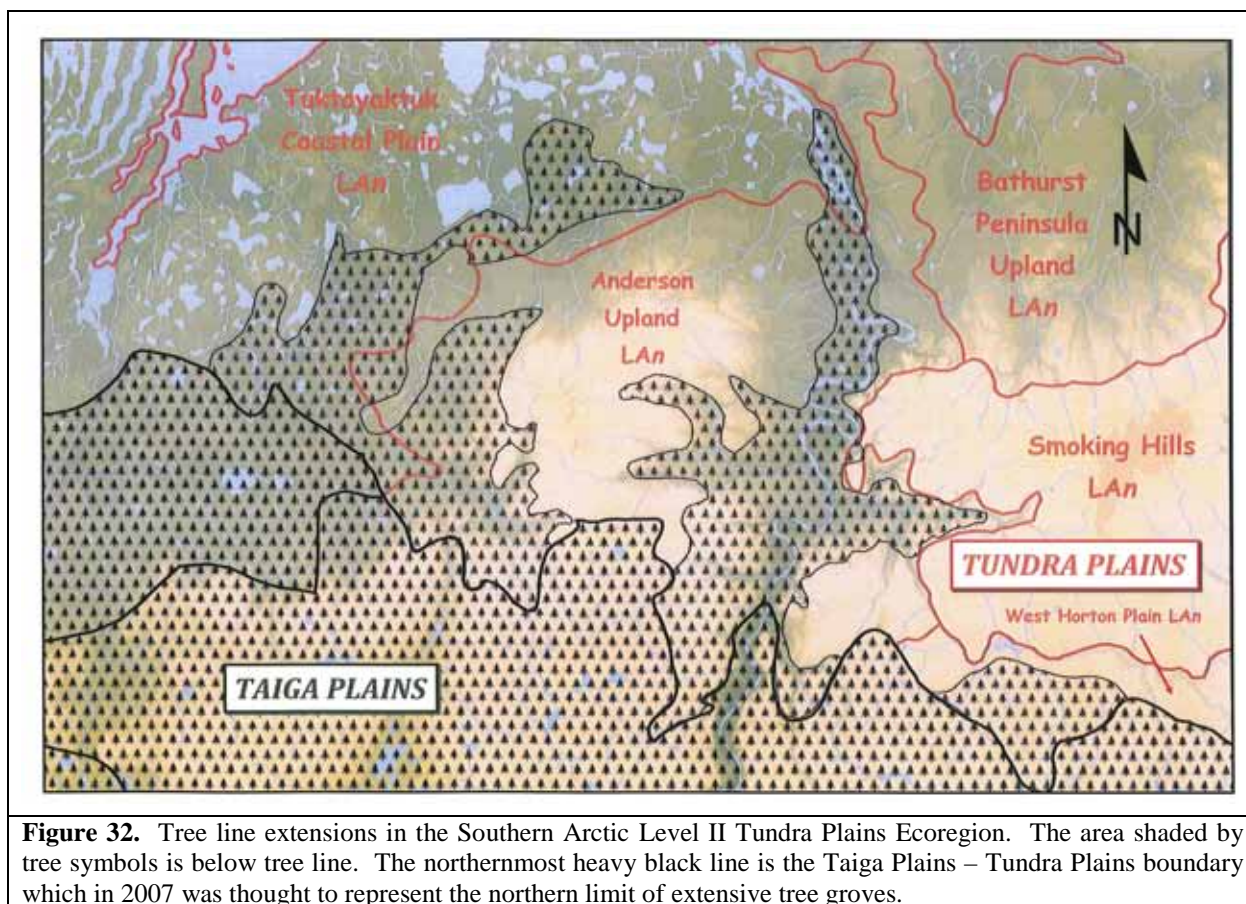 Tuktoyaktuk
Coastal Plain
LAn
Bathurst
Peninsula
Upland
LAn
N
Anderson
Upland
LAn
Smoking Hills
LAn
TUNDRA PLAINS
West Horton Plain LAn
TAIGA PLAINS
Figure 32. Tree line extensions in the Southern Arctic Level II Tundra Plains Ecoregion. The area shaded by
tree symbols is below tree line. The northernmost heavy black line is the Taiga Plains – Tundra Plains boundary
which in 2007 was thought to represent the northern limit of extensive tree groves.